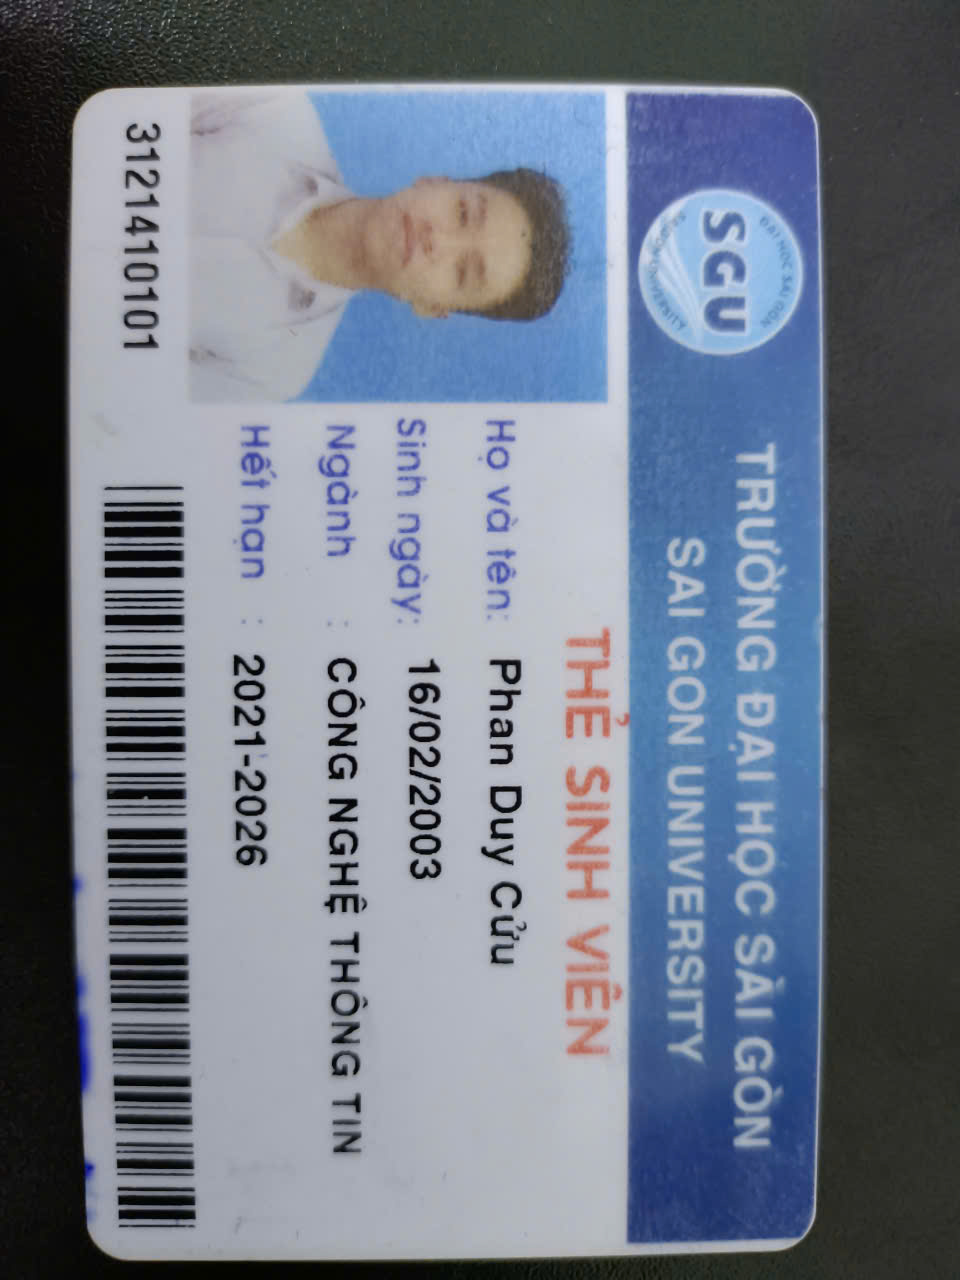 ĐẠI HỌC SÀI GÒN
SGU
SAIGON UNIVERSITY
TRƯỜNG ĐẠI HỌC SÀI GÒN
SAI GON UNIVERSITY
THẺ SINH VIÊN
Họ và tên: Phan Duy Cửu
Sinh ngày: 16/02/2003
Ngành : CÔNG NGHỆ THÔNG TIN
Hết hạn : 2021-2026
3121410101